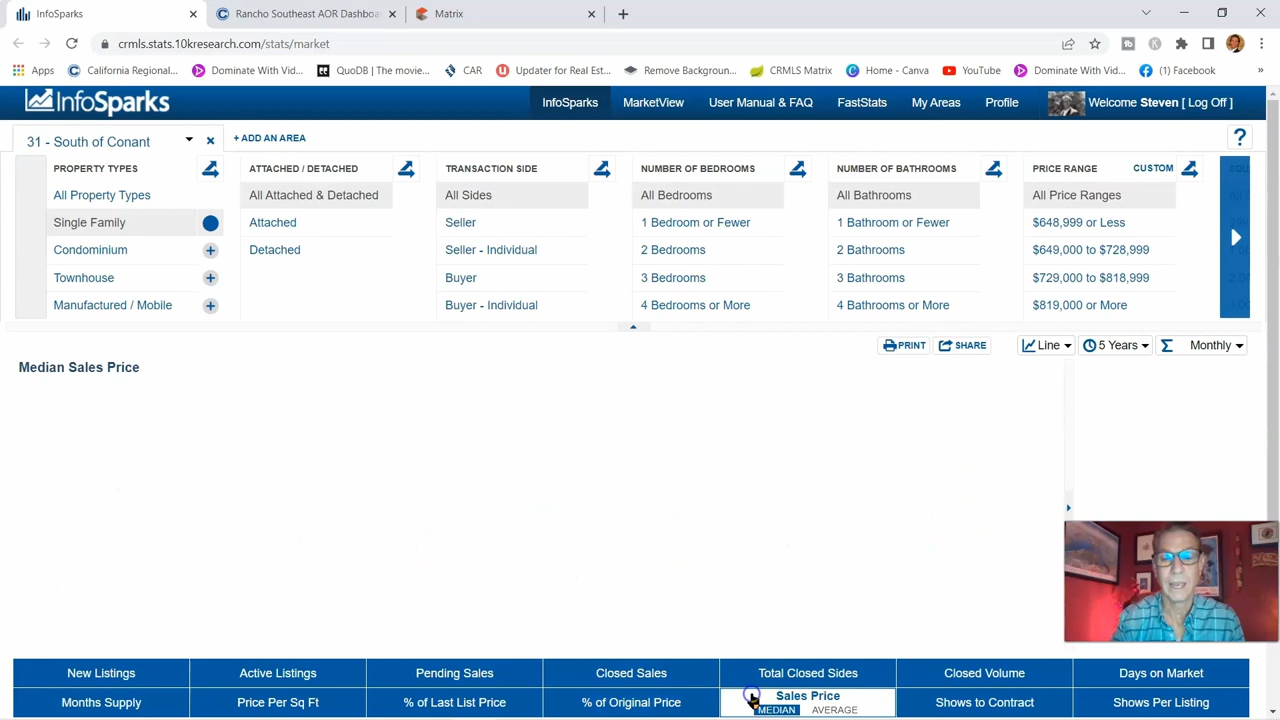 InfoSparks
Rancho Southeast AOR Dashboa
Matrix
crmls.stats.10kresearch.com/stats/market
Apps
California Regional...
Dominate With Vid...
QuoDB | The movie...
CAR
Updater for Real Est...
Remove Backgroun...
CRMLS Matrix
Home - Canva
YouTube
Dominate With Vid...
(1) Facebook
»
InfoSparks
InfoSparks
MarketView
User Manual & FAQ
FastStats
My Areas
Profile
Welcome Steven [ Log Off ]
31 - South of Conant
+ ADD AN AREA
?
PROPERTY TYPES
All Property Types
Single Family
Condominium
Townhouse
Manufactured / Mobile
ATTACHED / DETACHED
All Attached & Detached
Attached
Detached
TRANSACTION SIDE
All Sides
Seller
Seller - Individual
Buyer
Buyer - Individual
NUMBER OF BEDROOMS
All Bedrooms
1 Bedroom or Fewer
2 Bedrooms
3 Bedrooms
4 Bedrooms or More
NUMBER OF BATHROOMS
All Bathrooms
1 Bathroom or Fewer
2 Bathrooms
3 Bathrooms
4 Bathrooms or More
PRICE RANGE
CUSTOM
All Price Ranges
$648,999 or Less
$649,000 to $728,999
$729,000 to $818,999
$819,000 or More
PRINT
SHARE
Line
5 Years
Σ Monthly
Median Sales Price
New Listings
Active Listings
Pending Sales
Closed Sales
Total Closed Sides
Closed Volume
Days on Market
Months Supply
Price Per Sq Ft
% of Last List Price
% of Original Price
Sales Price
MEDIAN
AVERAGE
Shows to Contract
Shows Per Listing